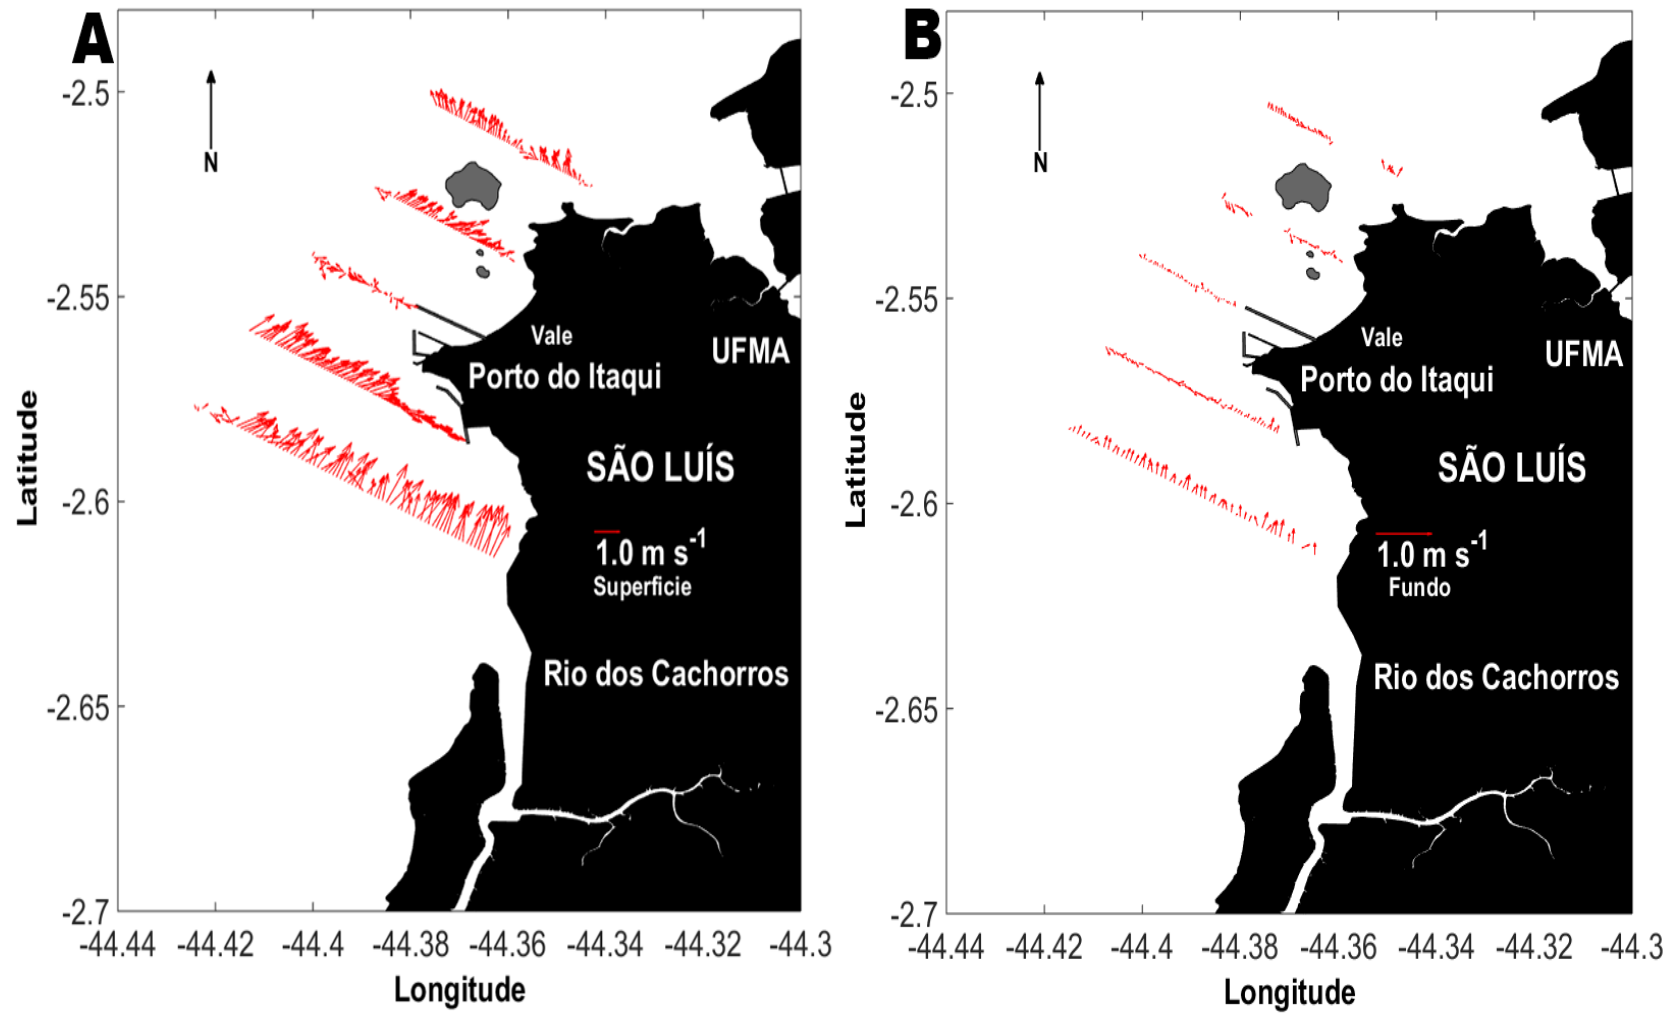 A
N
-2.5
-2.55
-2.6
-2.65
-2.7
Latitude
-44.44 -44.42 -44.4 -44.38 -44.36 -44.34 -44.32 -44.3
Longitude
Vale
Porto do Itaqui
UFMA
SÃO LUÍS
1.0 m s-1
Superfície
Rio dos Cachorros
B
N
-2.5
-2.55
-2.6
-2.65
-2.7
Latitude
-44.44 -44.42 -44.4 -44.38 -44.36 -44.34 -44.32 -44.3
Longitude
Vale
Porto do Itaqui
UFMA
SÃO LUÍS
1.0 m s-1
Fundo
Rio dos Cachorros